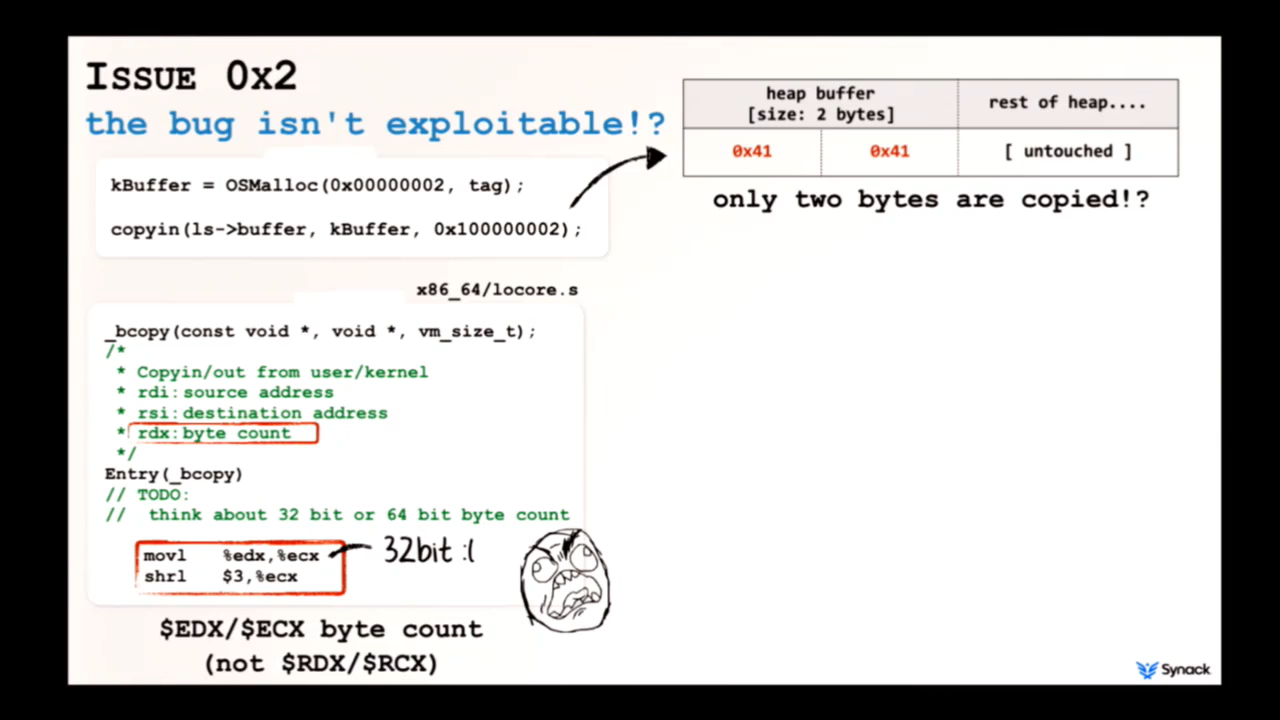 ISSUE 0x2
the bug isn't exploitable!?
kBuffer = OSMalloc(0x00000002, tag);
copyin(ls->buffer, kBuffer, 0x100000002);
heap buffer
[size: 2 bytes]
rest of heap....
0x41
0x41
[ untouched ]
only two bytes are copied!?
x86_64/locore.s
_bcopy(const void *, void *, vm_size_t);
/*
* Copyin/out from user/kernel
* rdi:source address
* rsi:destination address
* rdx:byte count
*/
Entry(_bcopy)
// TODO:
// think about 32 bit or 64 bit byte count
movl %edx,%ecx
shrl $3,%ecx
32bit :(
$EDX/$ECX byte count
(not $RDX/$RCX)
Synack